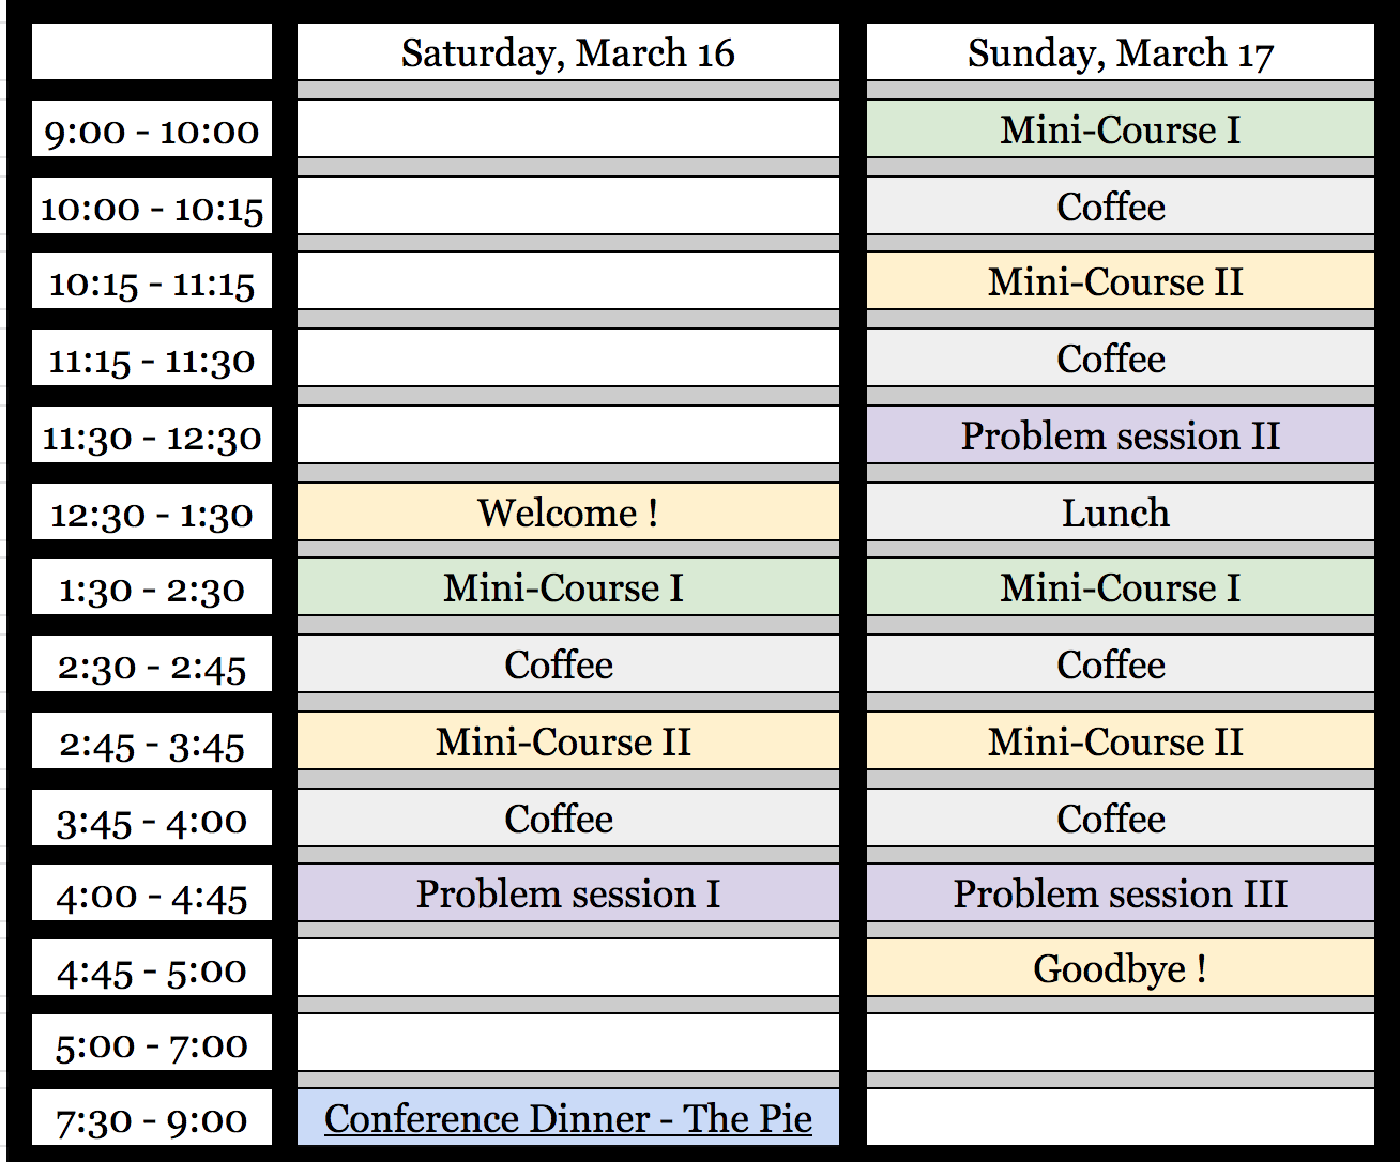 Saturday, March 16 Sunday, March 17
9:00 - 10:00 Mini-Course I
10:00 - 10:15 Coffee
10:15 - 11:15 Mini-Course II
11:15 - 11:30 Coffee
11:30 - 12:30 Problem session II
12:30 - 1:30 Welcome ! Lunch
1:30 - 2:30 Mini-Course I Mini-Course I
2:30 - 2:45 Coffee Coffee
2:45 - 3:45 Mini-Course II Mini-Course II
3:45 - 4:00 Coffee Coffee
4:00 - 4:45 Problem session I Problem session III
4:45 - 5:00 Goodbye !
5:00 - 7:00
7:30 - 9:00 Conference Dinner - The Pie